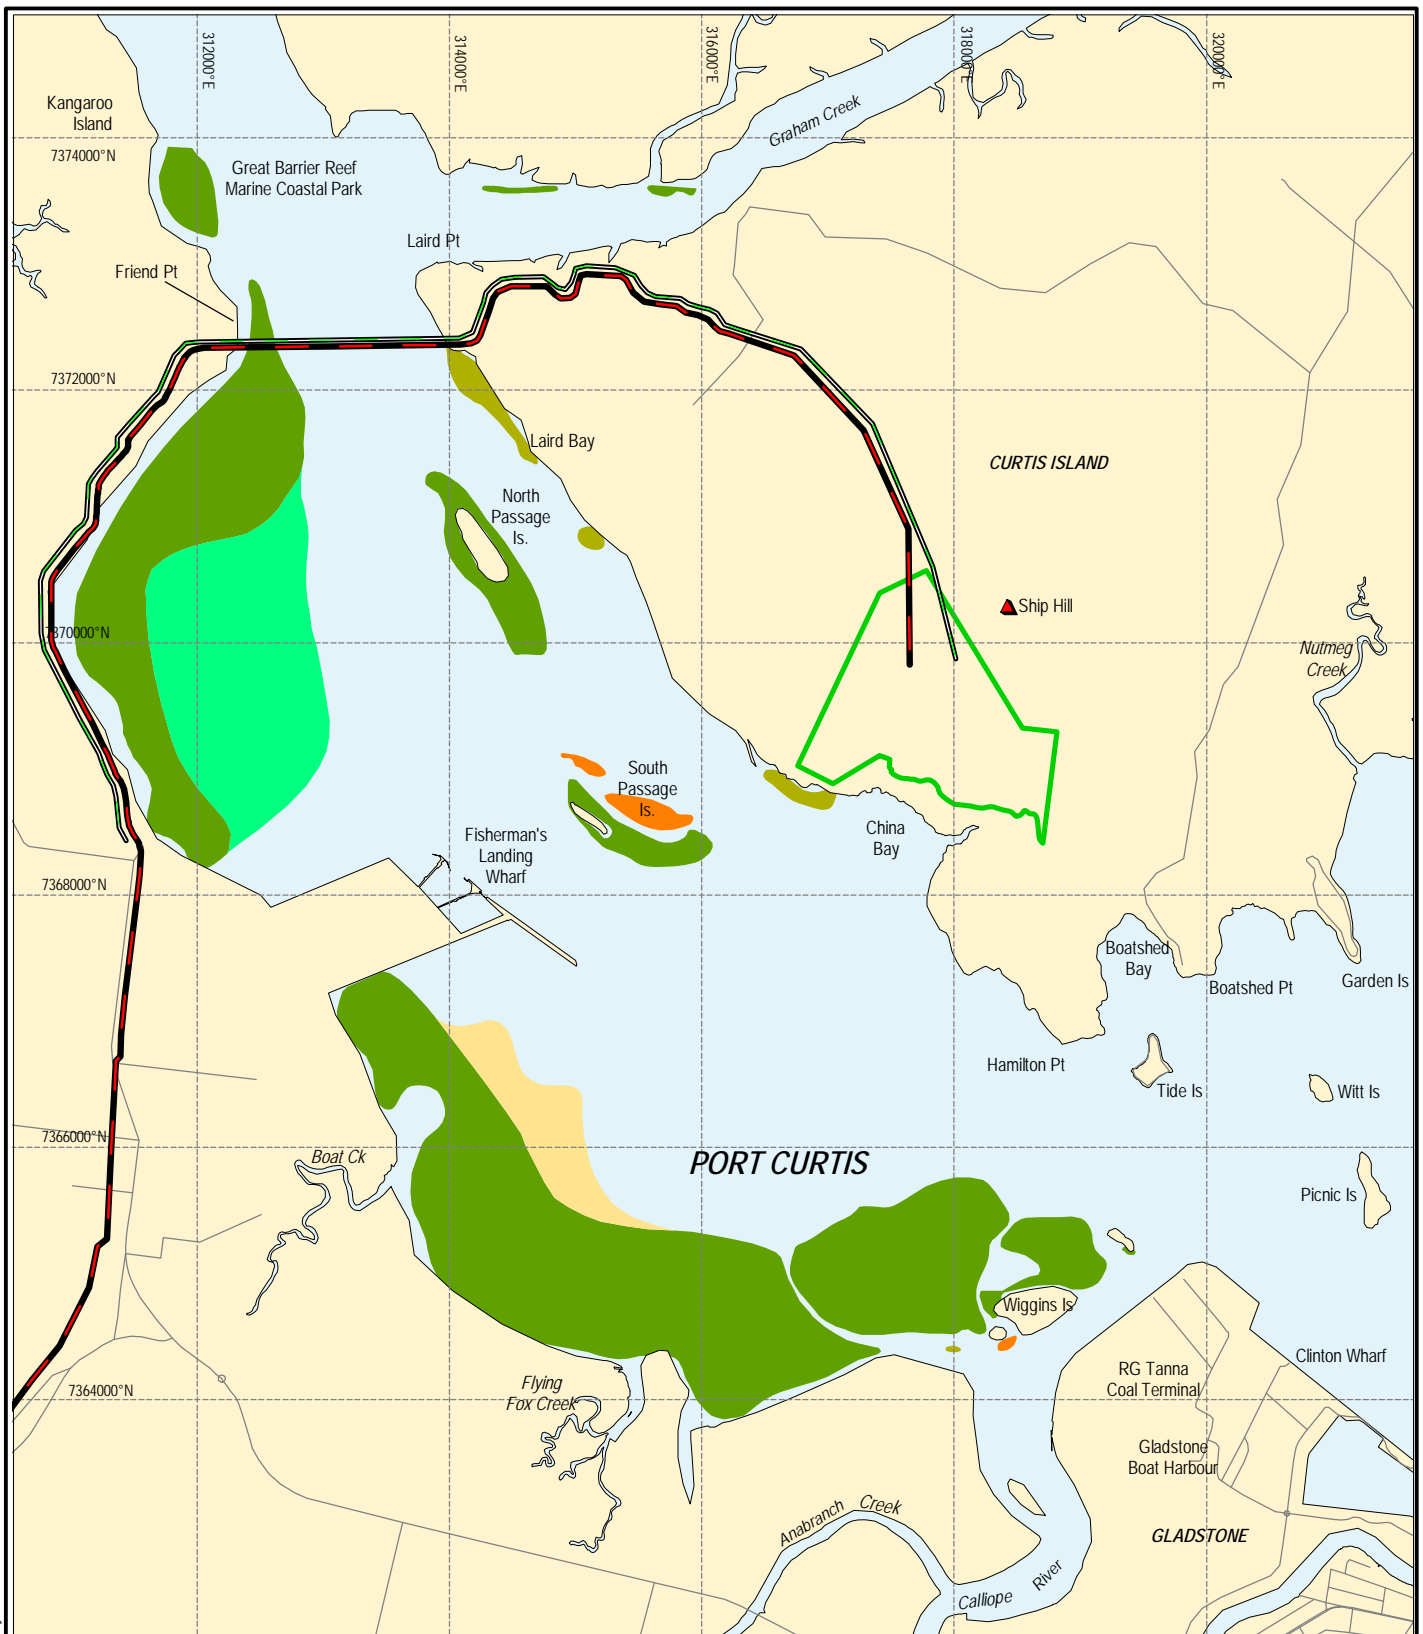 312000°E
314000°E
316000°E
318000°E
320000°E
Kangaroo
Island
7374000°N
Great Barrier Reef
Marine Coastal Park
Graham Creek
Laird Pt
Friend Pt
7372000°N
Laird Bay
CURTIS ISLAND
North
Passage
Is.
Ship Hill
7370000°N
Nutmeg
Creek
South
Passage
Is.
Fisherman's
Landing
Wharf
China
Bay
7368000°N
Boatshed
Bay
Boatshed Pt
Garden Is
Hamilton Pt
Tide Is
Witt Is
7366000°N
Boat Ck
PORT CURTIS
Picnic Is
Wiggins Is
Clinton Wharf
RG Tanna
Coal Terminal
7364000°N
Flying
Fox Creek
Gladstone
Boat Harbour
Anabranch Creek
GLADSTONE
Calliope River